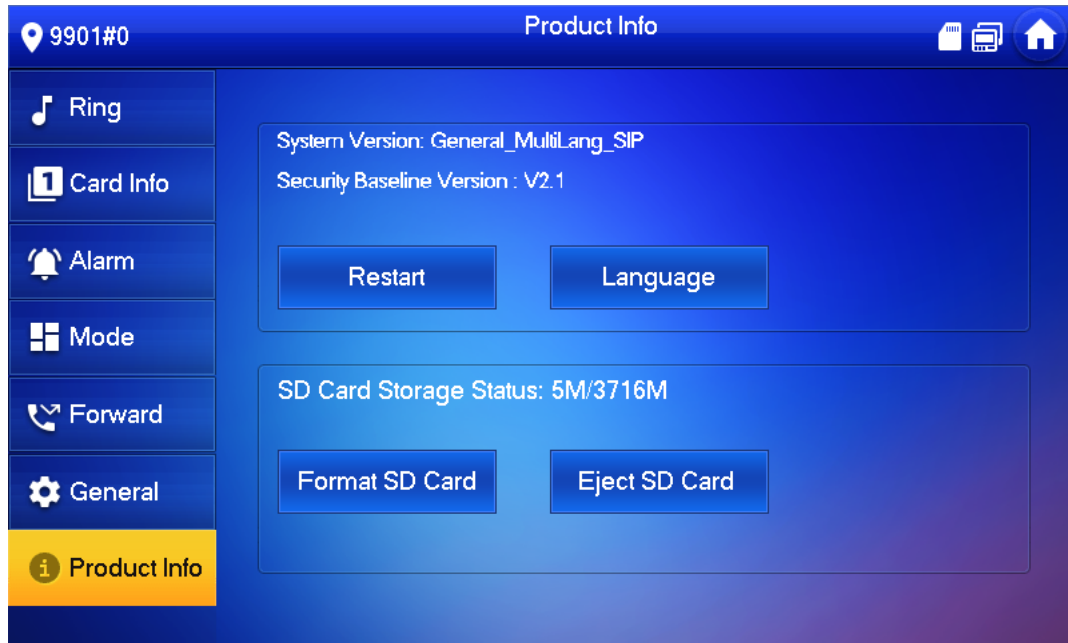 9901#0
Product Info
Ring
1 Card Info
Alarm
Mode
Forward
General
i Product Info
System Version: General_MultiLang_SIP
Security Baseline Version : V2.1
Restart
Language
SD Card Storage Status: 5M/3716M
Format SD Card
Eject SD Card